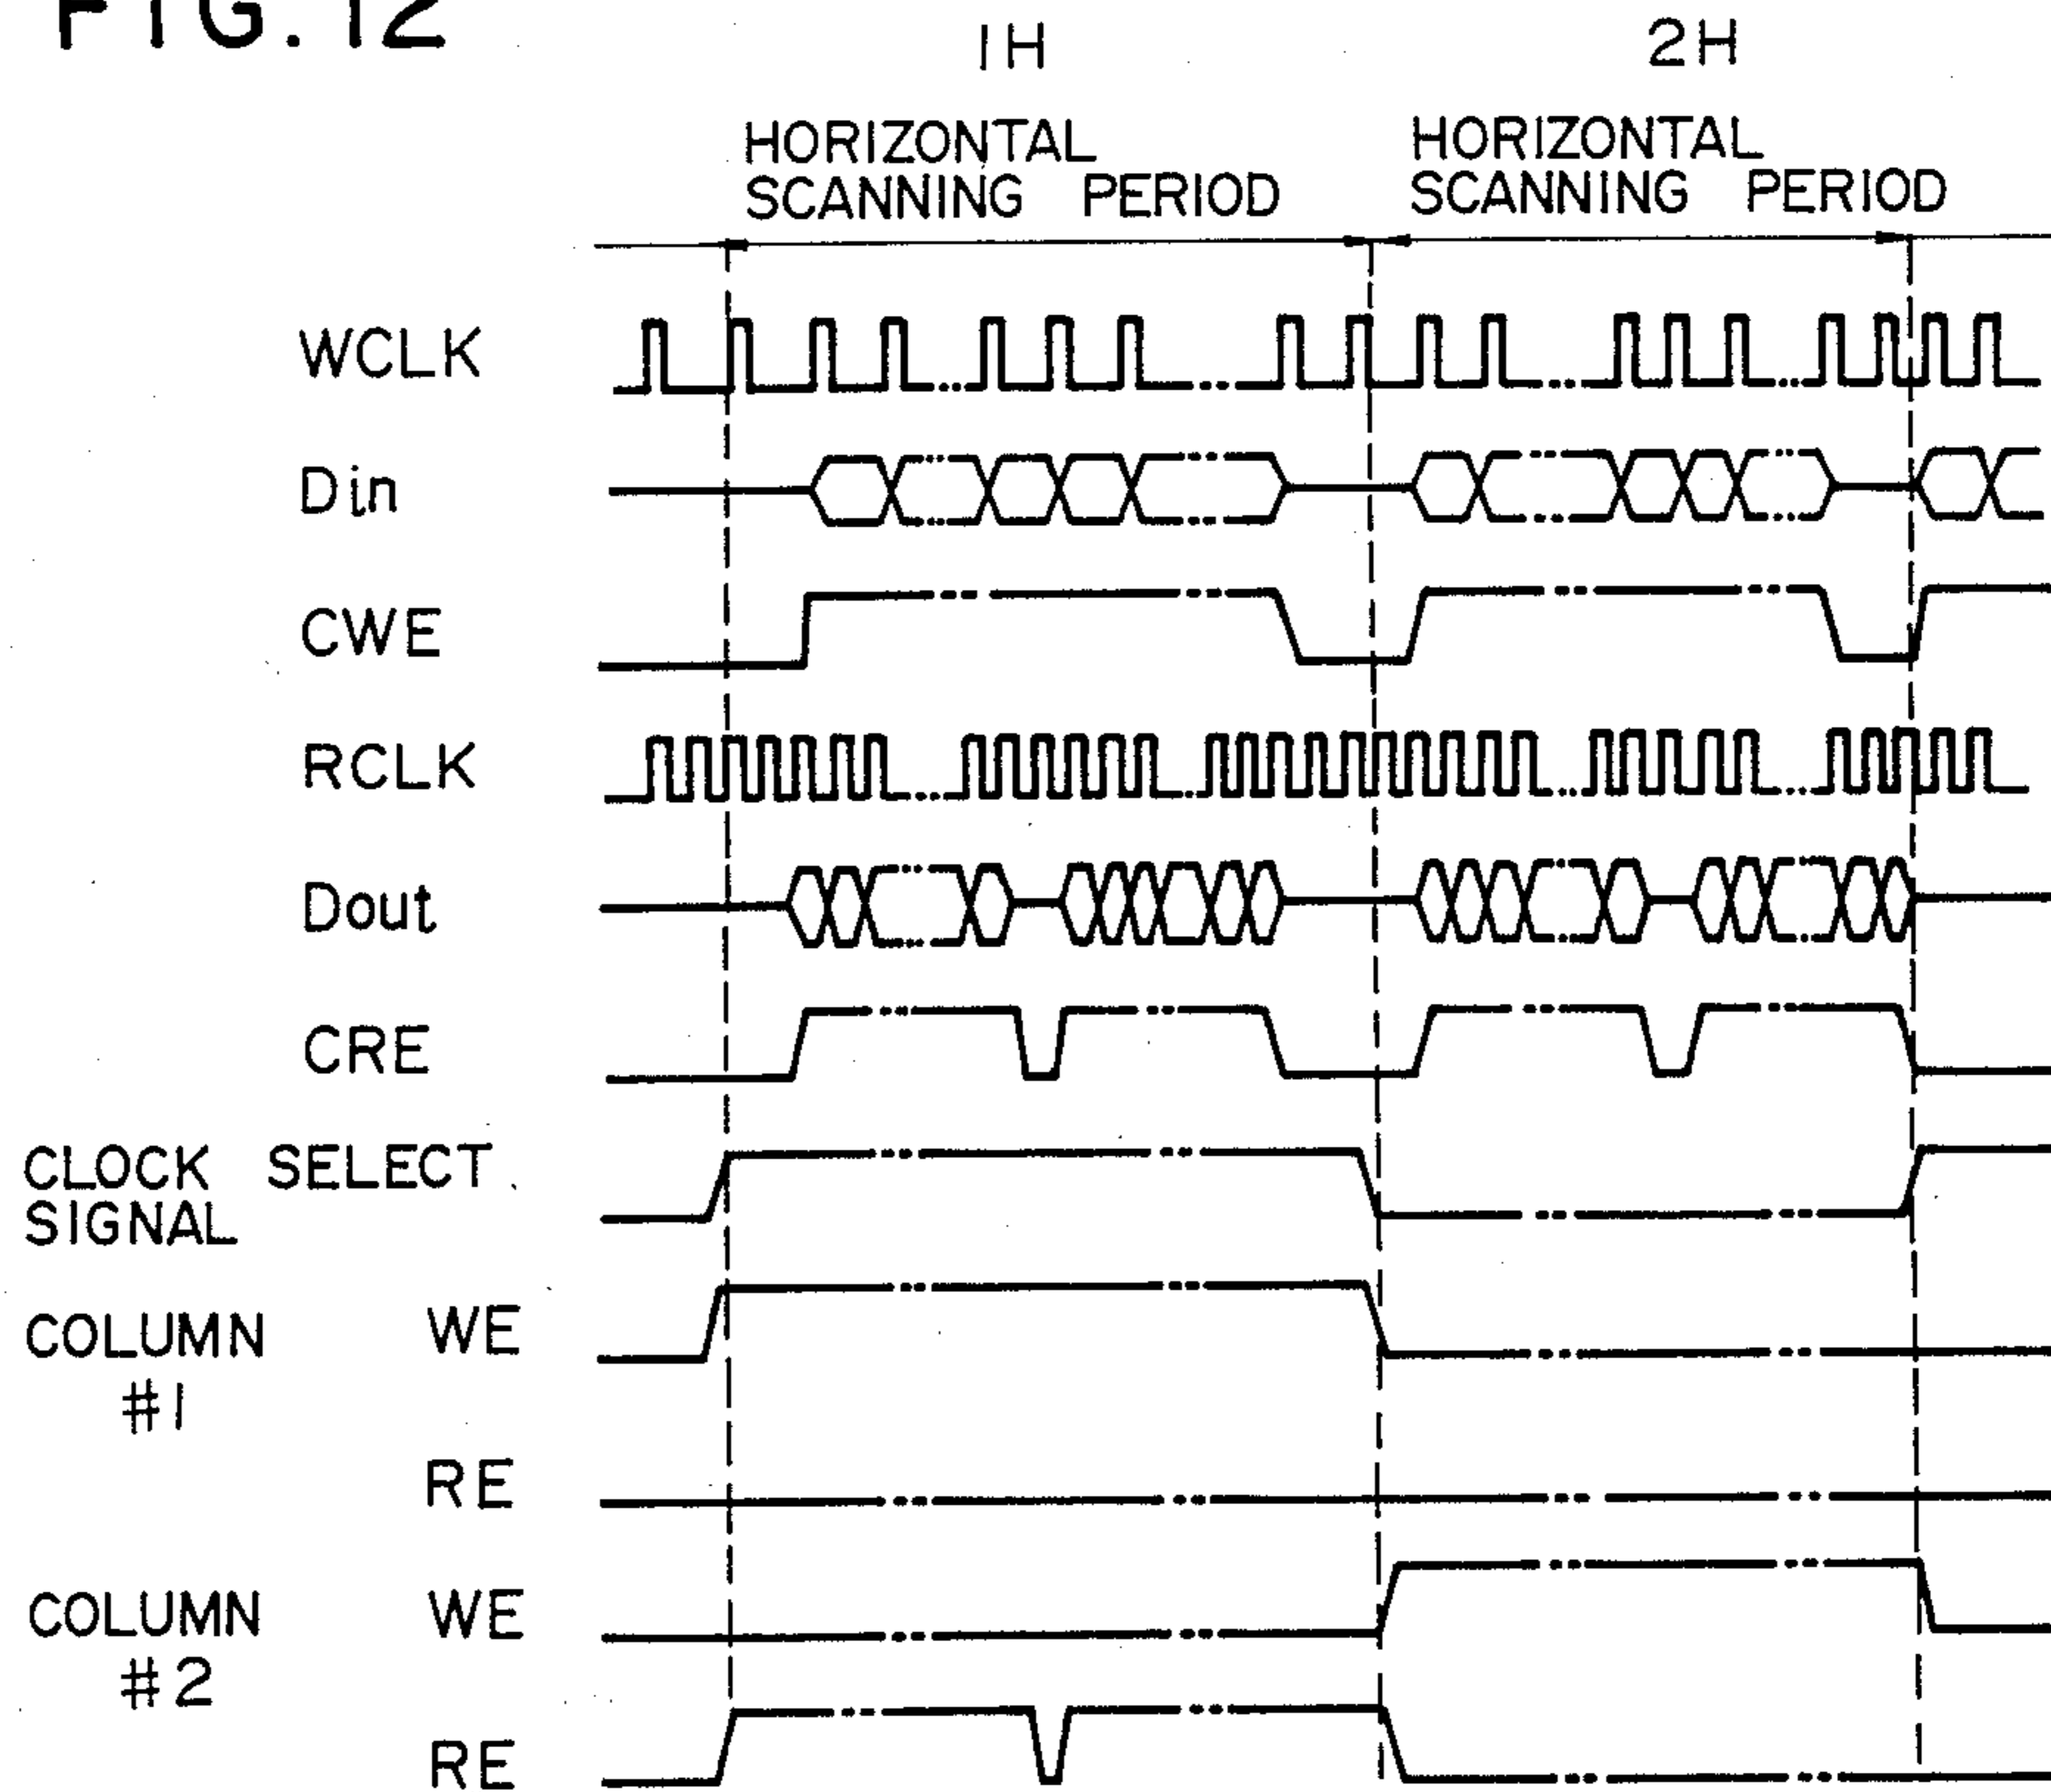 FIG. 12
1H 2H
HORIZONTAL HORIZONTAL
SCANNING PERIOD SCANNING PERIOD
WCLK
Din
CWE
RCLK
Dout
CRE
CLOCK SELECT
SIGNAL
COLUMN WE
#1
RE
COLUMN WE
#2
RE